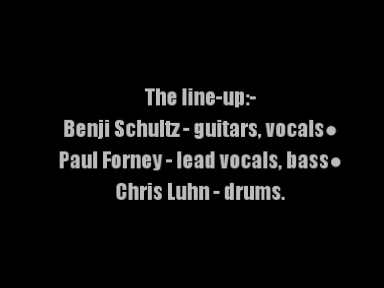 The line-up:-
Benji Schultz - guitars, vocals●
Paul Forney - lead vocals, bass●
Chris Luhn - drums.